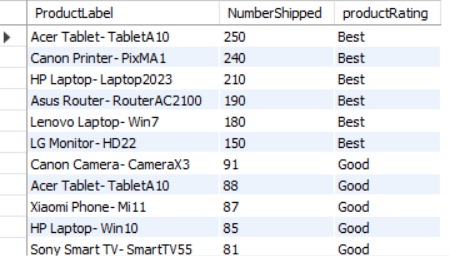 ProductLabel NumberShipped productRating
Acer Tablet- TabletA10 250 Best
Canon Printer- PixMA1 240 Best
HP Laptop- Laptop2023 210 Best
Asus Router- RouterAC2100 190 Best
Lenovo Laptop- Win7 180 Best
LG Monitor- HD22 150 Best
Canon Camera- CameraX3 91 Good
Acer Tablet- TabletA10 88 Good
Xiaomi Phone- Mi11 87 Good
HP Laptop- Win10 85 Good
Sony Smart TV- SmartTV55 81 Good